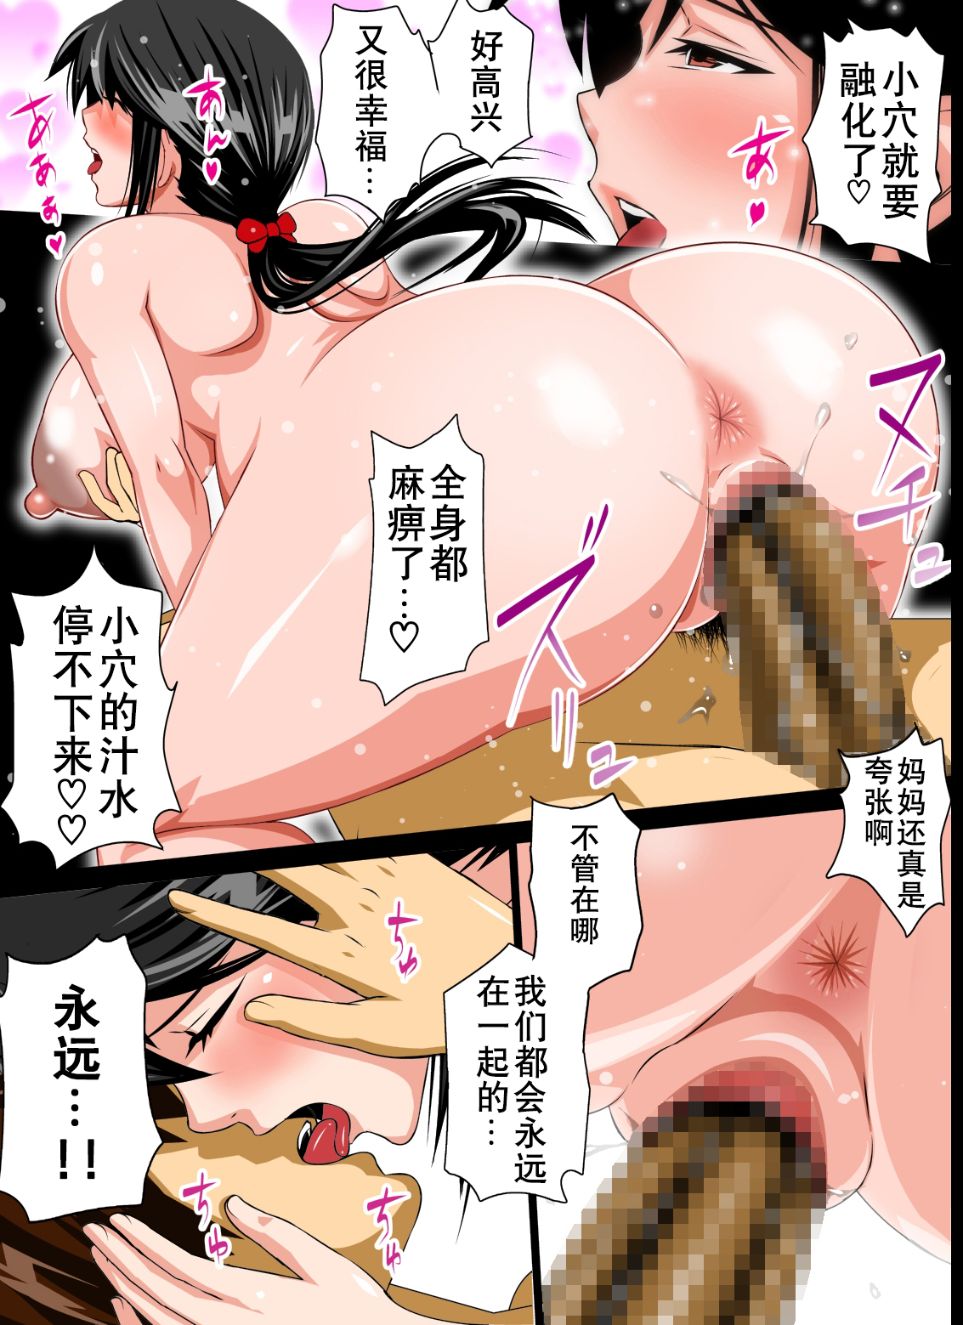 小穴就要
融化了♡
あ♥
好高兴
又很幸福…
あん♥
ああぁ♥
全身都
麻痹了…♡
ヌチュ
ズチュ
小穴的汁水
停不下来♡♡
妈妈还真是
夸张啊
不管在哪
我们都会永远
在一起的…
ちゅ
永远…!!
ちゅ
ちゅ